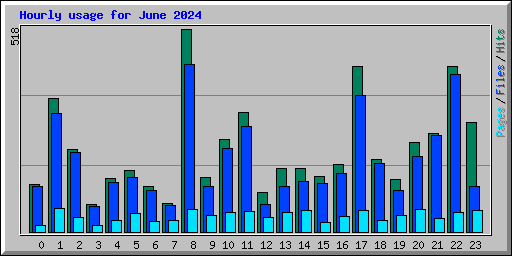 Hourly usage for June 2024
518
Pages / Files / Hits
0 1 2 3 4 5 6 7 8 9 10 11 12 13 14 15 16 17 18 19 20 21 22 23